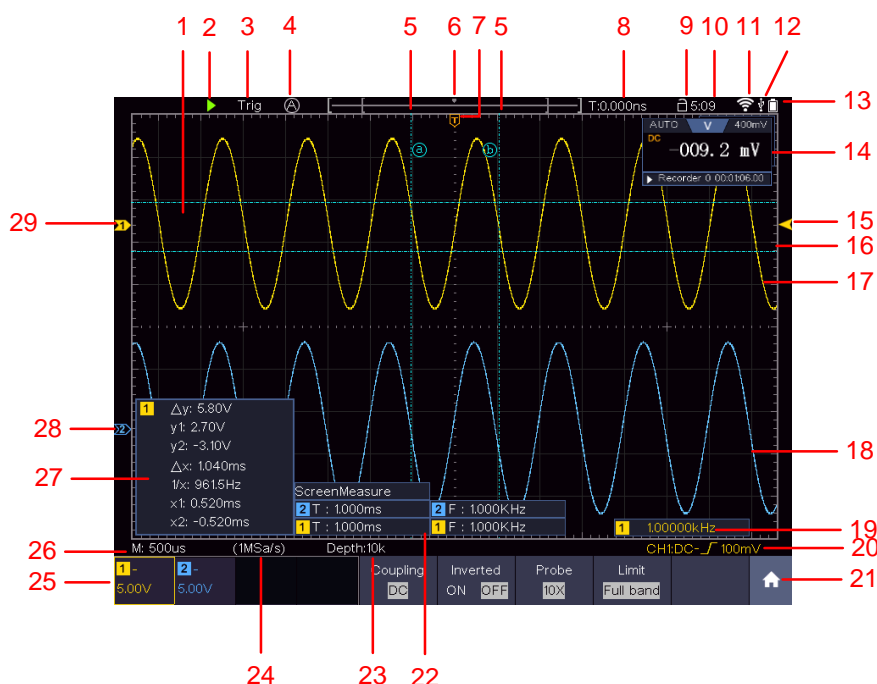 1 2 3 4 5 6 7 5 8 9 10 11 12
Trig A T:0.000ns 5:09 13
T
a b
AUTO V 400mV
DC
-009.2 mV 14
Recorder 0 00:01:06.00
29 1 15
16
17
28 2
1 Δy: 5.80V
y1: 2.70V
y2: -3.10V
Δx: 1.040ms
1/x: 961.5Hz
x1: 0.520ms
x2: -0.520ms
27
18
ScreenMeasure
2 T : 1.000ms 2 F : 1.000KHz
1 T : 1.000ms 1 F : 1.000KHz
1 1.00000kHz 19
26 M: 500us (1MSa/s) Depth:10k CH1:DC- 100mV 20
25 1 - 2 - Coupling Inverted Probe Limit 21
5.00V 5.00V DC ON OFF 10X Full band
24 23 22